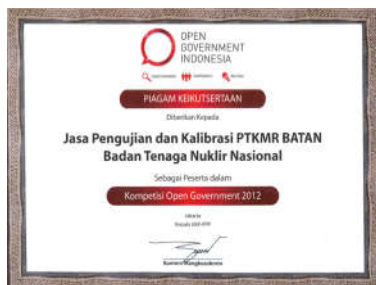 OPEN
GOVERNMENT
INDONESIA
PIAGAM KEIKUTSERTAAN
Diberikan Kepada
Jasa Pengujian dan Kalibrasi PTKMR BATAN
Badan Tenaga Nuklir Nasional
Sebagai Peserta dalam
Kompetisi Open Government 2012
Jakarta